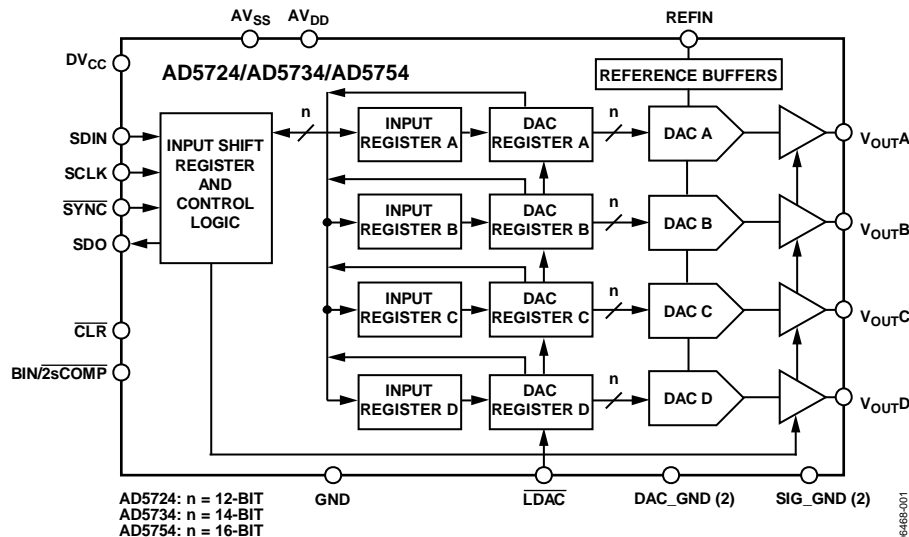 AVSS AVDD REFIN
DVCC
AD5724/AD5734/AD5754
REFERENCE BUFFERS
SDIN
SCLK
SYNC
SDO
CLR
BIN/2sCOMP
INPUT SHIFT
REGISTER
AND
CONTROL
LOGIC
n
INPUT
REGISTER A
DAC
REGISTER A
n
DAC A
VOUTA
INPUT
REGISTER B
DAC
REGISTER B
n
DAC B
VOUTB
INPUT
REGISTER C
DAC
REGISTER C
n
DAC C
VOUTC
INPUT
REGISTER D
DAC
REGISTER D
n
DAC D
VOUTD
GND LDAC DAC_GND (2) SIG_GND (2)
AD5724: n = 12-BIT
AD5734: n = 14-BIT
AD5754: n = 16-BIT